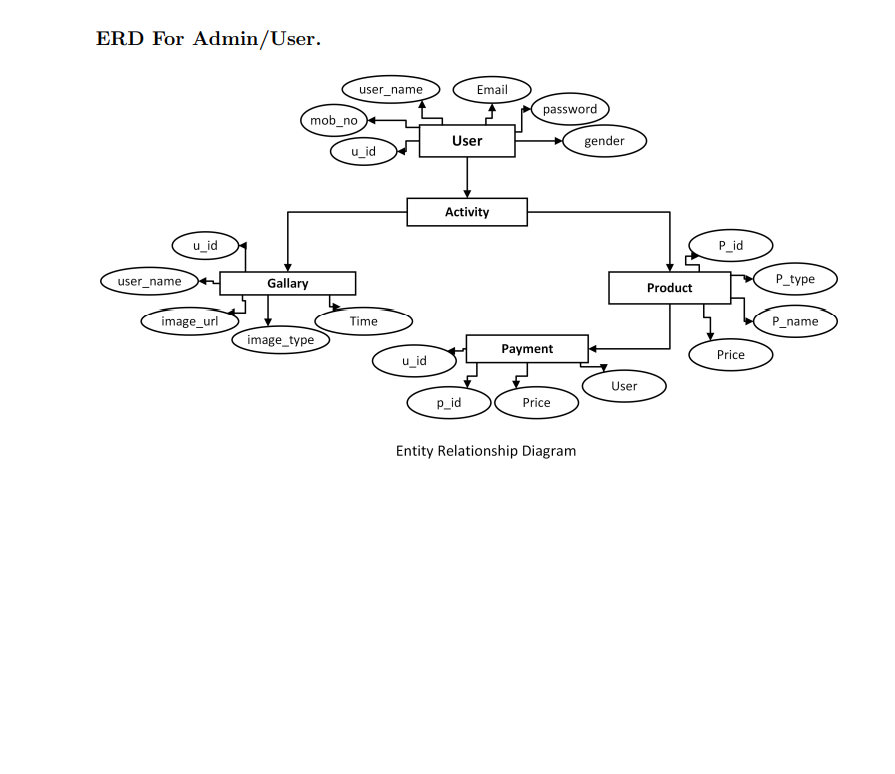 ERD For Admin/User.
user_name
Email
password
mob_no
User
gender
u_id
Activity
u_id
P_id
user_name
Gallary
Product
P_type
image_url
Time
P_name
image_type
Payment
Price
u_id
User
p_id
Price
Entity Relationship Diagram